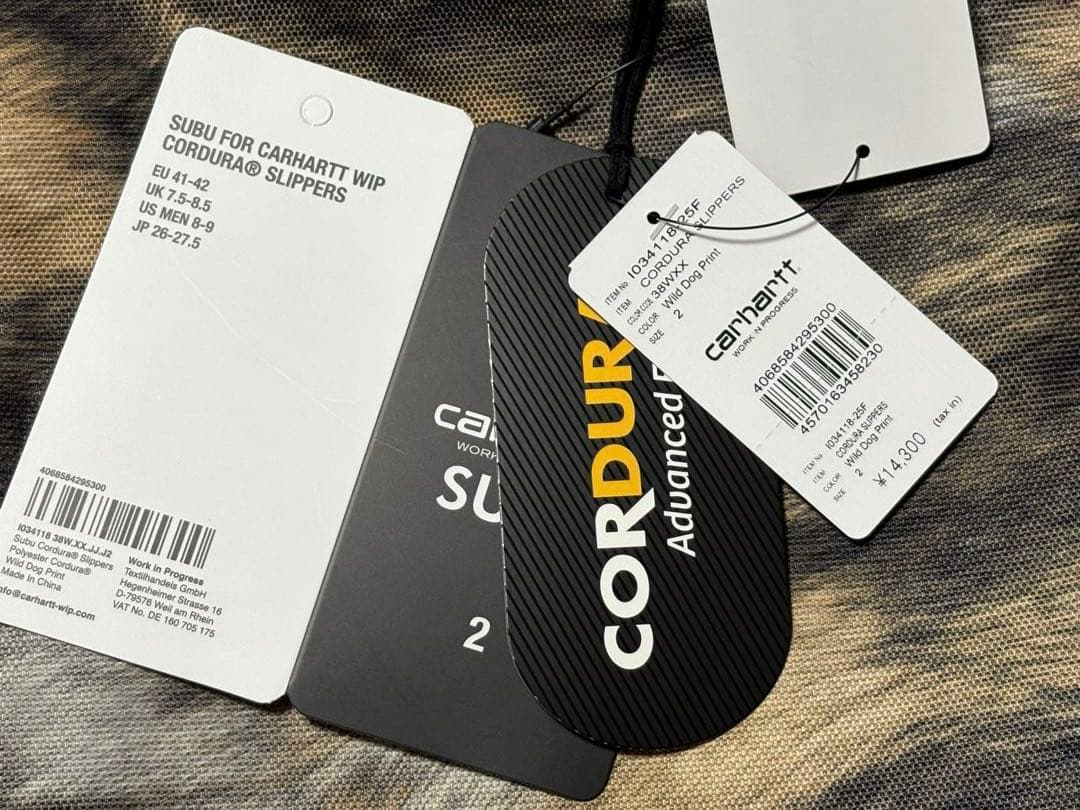 SUBU FOR CARHARTT WIP
CORDURA® SLIPPERS
EU 41-42
UK 7.5-8.5
US MEN 8-9
JP 26-27.5
4068584295300
I034118 38W.XX.JJ.J2
Subu Cordura® Slippers
Polyester Cordura®
Wild Dog Print
Made In China
nfo@carhartt-wip.com
Work in Progress
Textilhandels GmbH
Hegenheimer Strasse 16
D-79576 Weil am Rhein
VAT No. DE 160 705 175
ca
WORK
SU
2
CORDURA
Advanced F
ITEM No. I034118-25F
ITEM CORDURA SLIPPERS
COLOR CODE 38WXX
COLOR Wild Dog Print
SIZE 2
carhartt
WORK IN PROGRESS
4068584295300
4570163458230
ITEM No. I034118-25F
ITEM CORDURA SLIPPERS
COLOR Wild Dog Print
SIZE 2
¥14,300 (tax in)